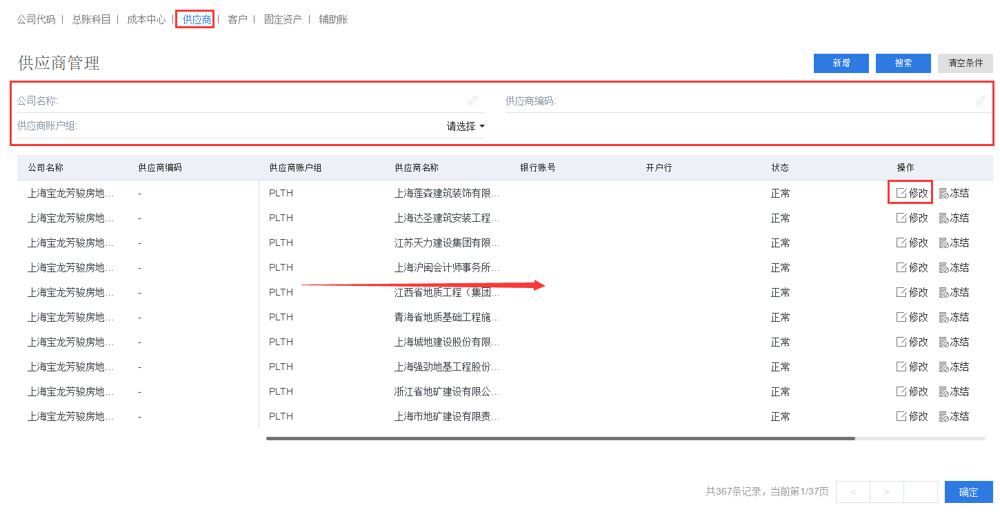 公司代码 | 总账科目 | 成本中心 | 供应商 | 客户 | 固定资产 | 辅助账
供应商管理 新增 搜索 清空条件
公司名称: 供应商编码:
供应商账户组: 请选择
公司名称 供应商编码 供应商账户组 供应商名称 银行账号 开户行 状态 操作
上海宝龙芳骏房地... - PLTH 上海莲森建筑装饰有限... 正常 修改 冻结
上海宝龙芳骏房地... - PLTH 上海达圣建筑安装工程... 正常 修改 冻结
上海宝龙芳骏房地... - PLTH 江苏天力建设集团有限... 正常 修改 冻结
上海宝龙芳骏房地... - PLTH 上海沪闽会计师事务所... 正常 修改 冻结
上海宝龙芳骏房地... - PLTH 江西省地质工程（集团... 正常 修改 冻结
上海宝龙芳骏房地... - PLTH 青海省地质基础工程施... 正常 修改 冻结
上海宝龙芳骏房地... - PLTH 上海城地建设股份有限... 正常 修改 冻结
上海宝龙芳骏房地... - PLTH 上海强劲地基工程股份... 正常 修改 冻结
上海宝龙芳骏房地... - PLTH 浙江省地矿建设有限公... 正常 修改 冻结
上海宝龙芳骏房地... - PLTH 上海市地矿建设有限责... 正常 修改 冻结
共367条记录，当前第1/37页 < > 确定